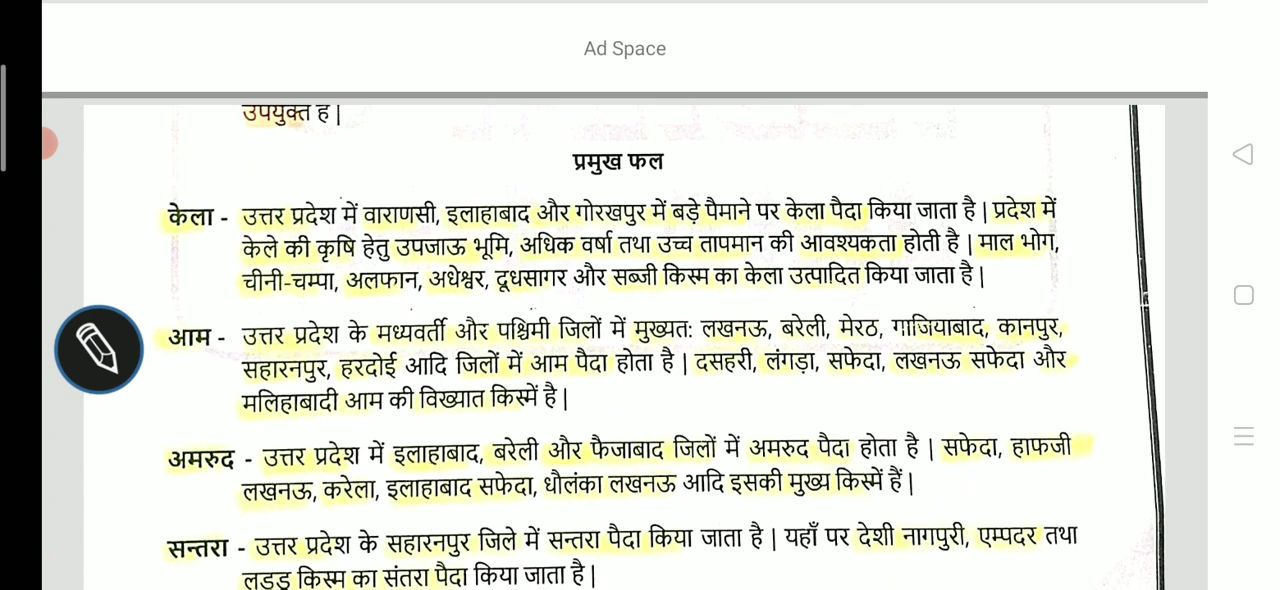 Ad Space
उपयुक्त है |
प्रमुख फल
केला - उत्तर प्रदेश में वाराणसी, इलाहाबाद और गोरखपुर में बड़े पैमाने पर केला पैदा किया जाता है | प्रदेश में
केले की कृषि हेतु उपजाऊ भूमि, अधिक वर्षा तथा उच्च तापमान की आवश्यकता होती है | माल भोग,
चीनी-चम्पा, अलफान, अधेश्वर, दूधसागर और सब्जी किस्म का केला उत्पादित किया जाता है |
आम - उत्तर प्रदेश के मध्यवर्ती और पश्चिमी जिलों में मुख्यत: लखनऊ, बरेली, मेरठ, गाजियाबाद, कानपुर,
सहारनपुर, हरदोई आदि जिलों में आम पैदा होता है | दसहरी, लंगड़ा, सफेदा, लखनऊ सफेदा और
मलिहाबादी आम की विख्यात किस्में है |
अमरुद - उत्तर प्रदेश में इलाहाबाद, बरेली और फैजाबाद जिलों में अमरुद पैदा होता है | सफेदा, हाफजी
लखनऊ, करेला, इलाहाबाद सफेदा, धौलंका लखनऊ आदि इसकी मुख्य किस्में हैं |
सन्तरा - उत्तर प्रदेश के सहारनपुर जिले में सन्तरा पैदा किया जाता है | यहाँ पर देशी नागपुरी, एम्पदर तथा
लड्डू किस्म का संतरा पैदा किया जाता है |